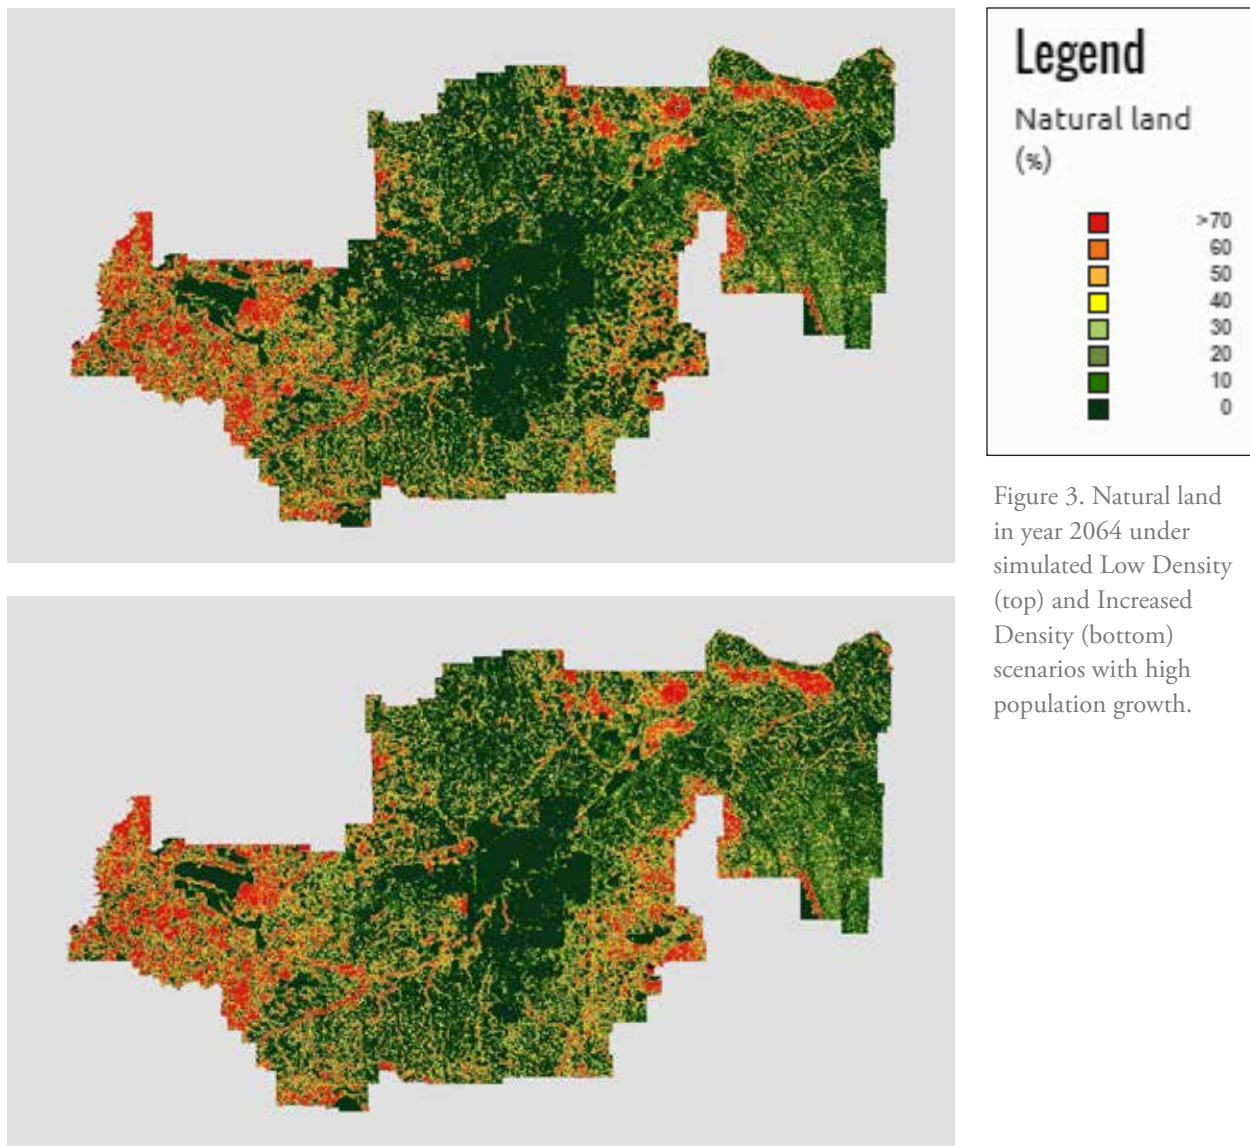 Legend
Natural land
(%)
>70
60
50
40
30
20
10
0
Figure 3. Natural land
in year 2064 under
simulated Low Density
(top) and Increased
Density (bottom)
scenarios with high
population growth.